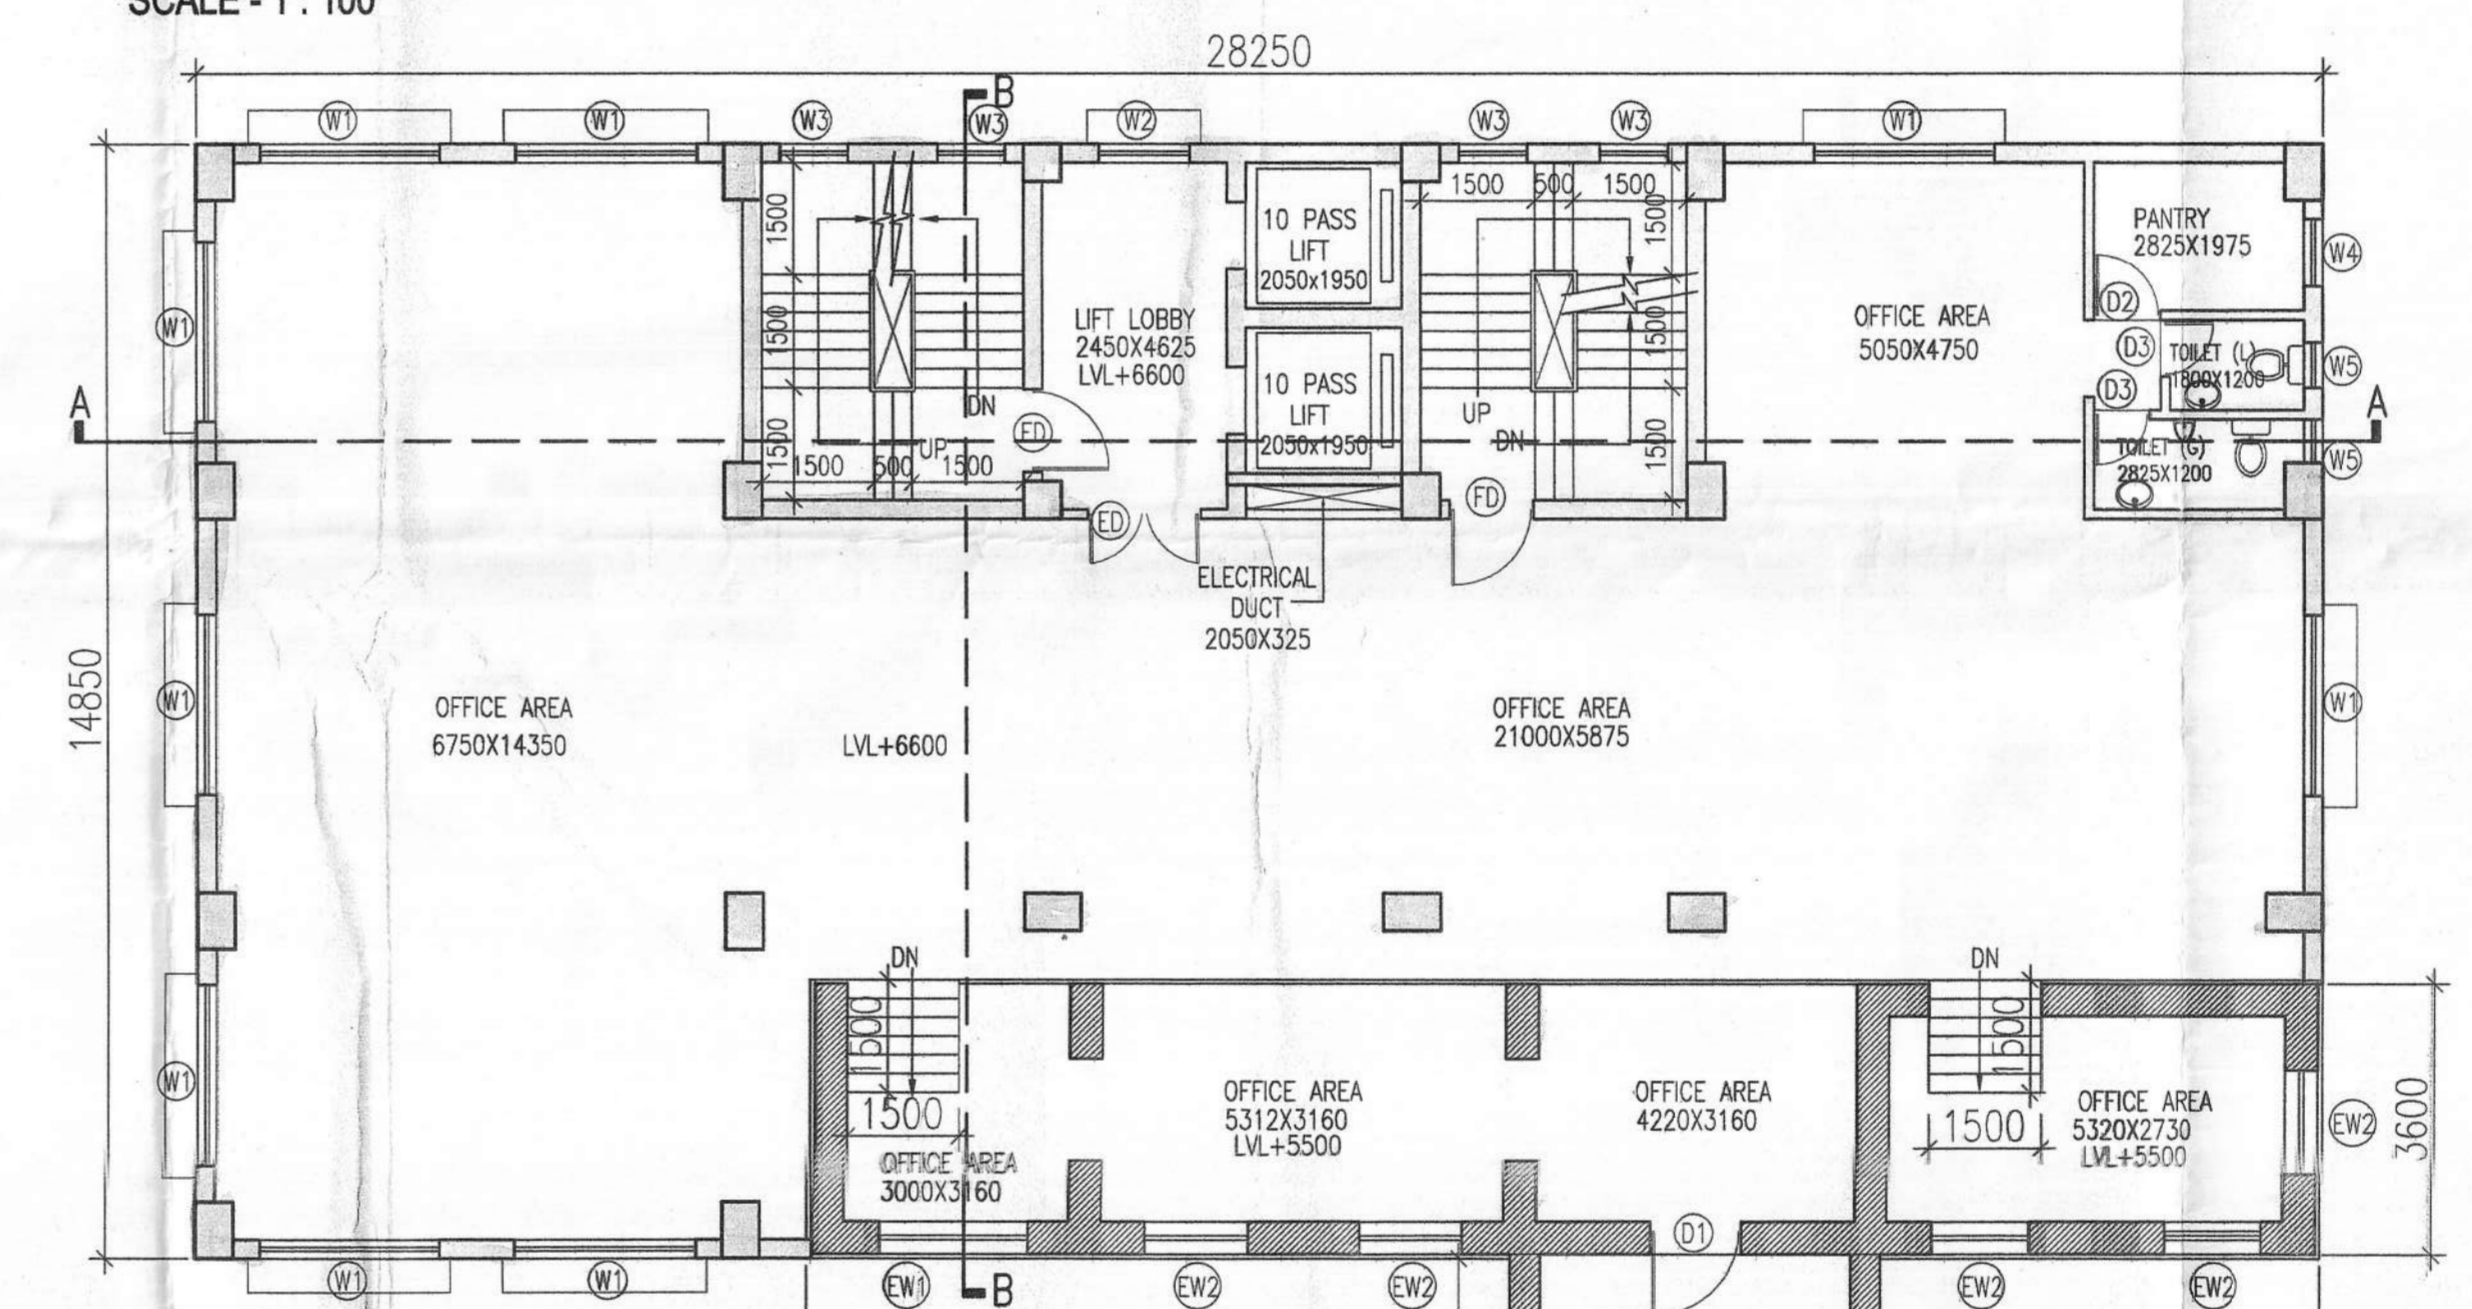 SCALE - 1 : 100
28250
B
W1
W1
W3
W3
W2
W3
W3
W1
1500
500
1500
1500
1500
10 PASS
LIFT
2050x1950
PANTRY
2825X1975
W4
D2
W1
1500
1500
LIFT LOBBY
2450X4625
LVL+6600
OFFICE AREA
5050X4750
D3
TOILET (L)
1800X1200
W5
D3
10 PASS
LIFT
2050x1950
A
A
DN
UP
FD
UP
DN
1500
1500
1500
500
1500
TOILET (G)
2825X1200
W5
FD
ED
ELECTRICAL
DUCT
2050X325
14850
W1
OFFICE AREA
6750X14350
LVL+6600
OFFICE AREA
21000X5875
W1
DN
DN
1500
1500
W1
1500
OFFICE AREA
3000X3160
OFFICE AREA
5312X3160
LVL+5500
OFFICE AREA
4220X3160
1500
OFFICE AREA
5320X2730
LVL+5500
EW2
3600
D1
W1
W1
EW1
B
EW2
EW2
EW2
EW2